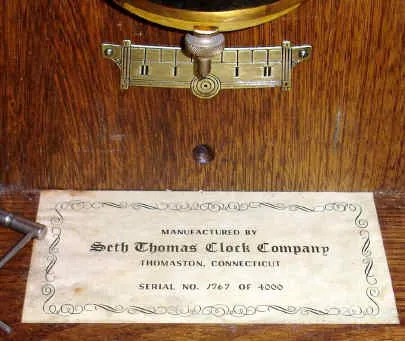 MANUFACTURED BY
Seth Thomas Clock Company
THOMASTON, CONNECTICUT
SERIAL NO. 1767 OF 4000